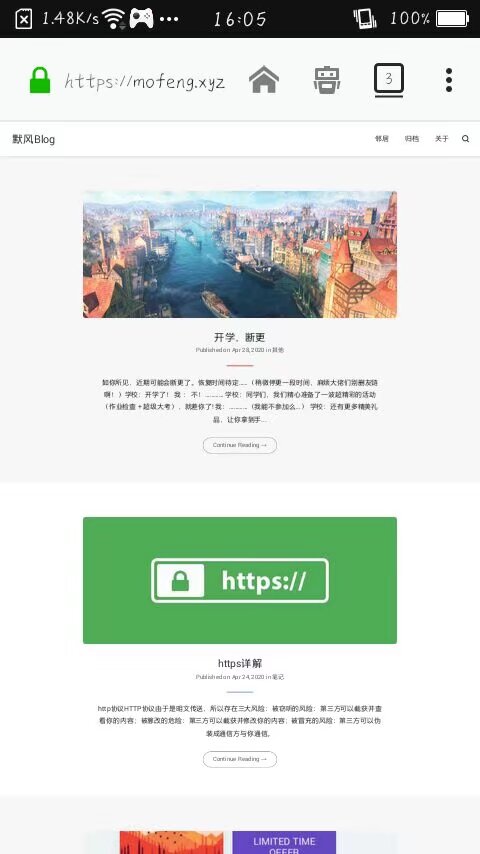 1.48K/s 16:05 100%
https://mofeng.xyz 3
默风Blog 邻居 归档 关于
开学，断更
Published on Apr 28, 2020 in 其他
如你所见，近期可能会断更了。恢复时间待定……（稍微停更一段时间，麻烦大佬们别删友链
啊！）学校：开学了！我：不！………… 学校：同学们，我们精心准备了一波超精彩的活动
（作业检查＋超级大考），就差你了! 我：…………（我能不参加么...）学校：还有更多精美礼
品，让你拿到手...
Continue Reading →
https://
https详解
Published on Apr 24, 2020 in 笔记
http协议HTTP协议由于是明文传送，所以存在三大风险：被窃听的风险：第三方可以截获并查
看你的内容；被篡改的危险：第三方可以截获并修改你的内容；被冒充的风险：第三方可以伪
装成通信方与你通信。
Continue Reading →
LIMITED TIME
OFFER